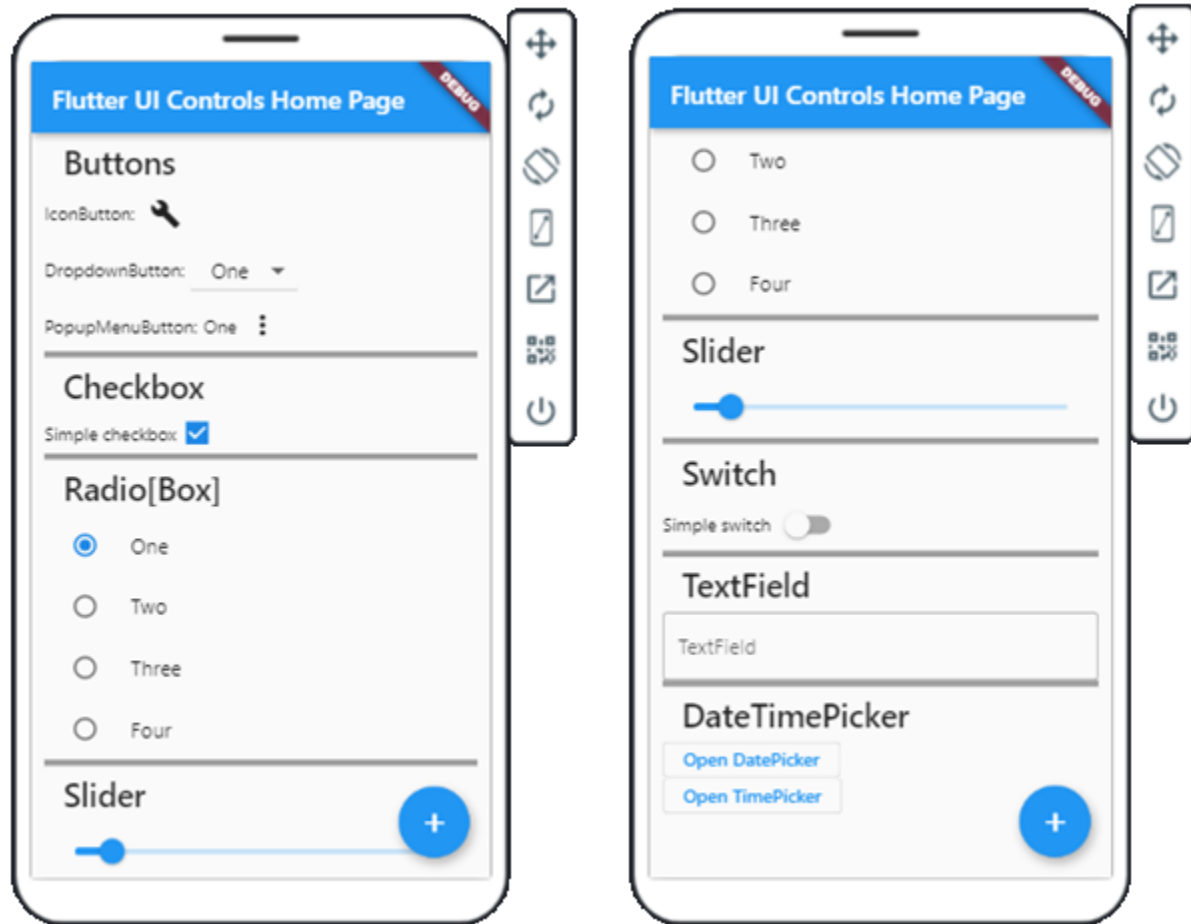 Flutter UI Controls Home Page
DEBUG
Buttons
IconButton:
DropdownButton: One
PopupMenuButton: One
Checkbox
Simple checkbox
Radio[Box]
One
Two
Three
Four
Slider
+
Flutter UI Controls Home Page
DEBUG
Two
Three
Four
Slider
Switch
Simple switch
TextField
TextField
DateTimePicker
Open DatePicker
Open TimePicker
+